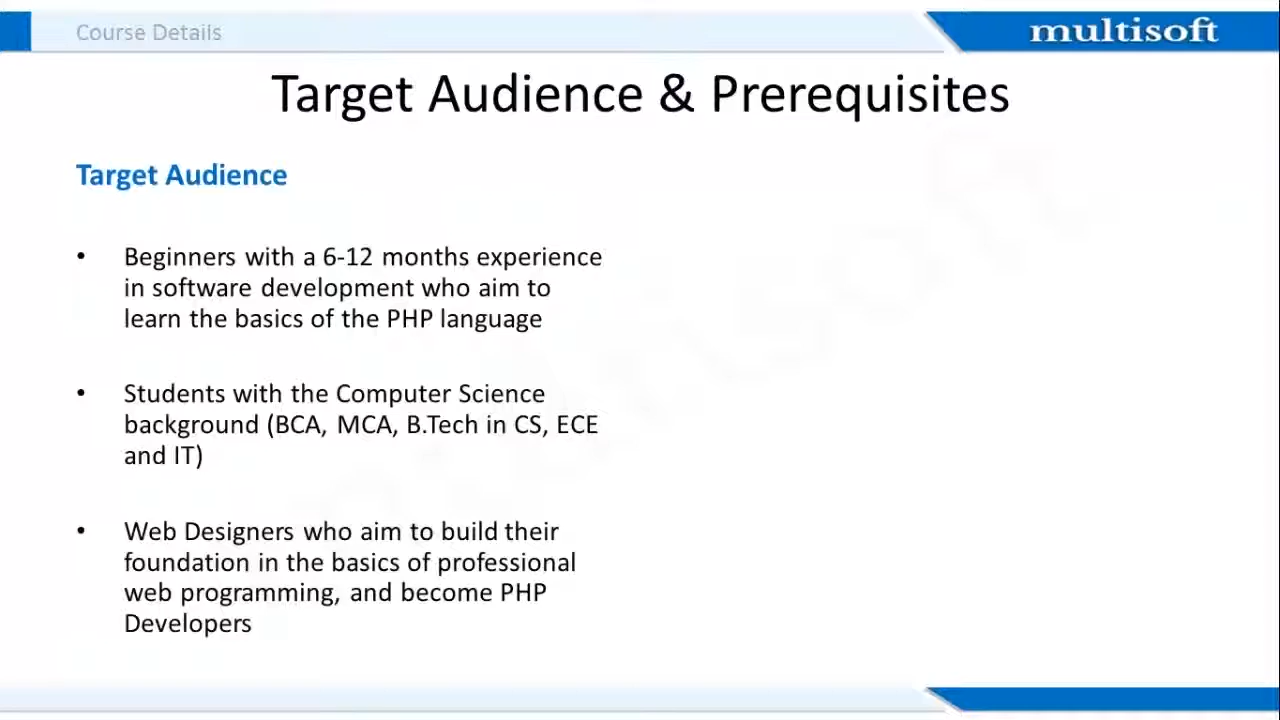 Course Details
multisoft
Target Audience & Prerequisites
Target Audience
• Beginners with a 6-12 months experience
in software development who aim to
learn the basics of the PHP language
• Students with the Computer Science
background (BCA, MCA, B.Tech in CS, ECE
and IT)
• Web Designers who aim to build their
foundation in the basics of professional
web programming, and become PHP
Developers